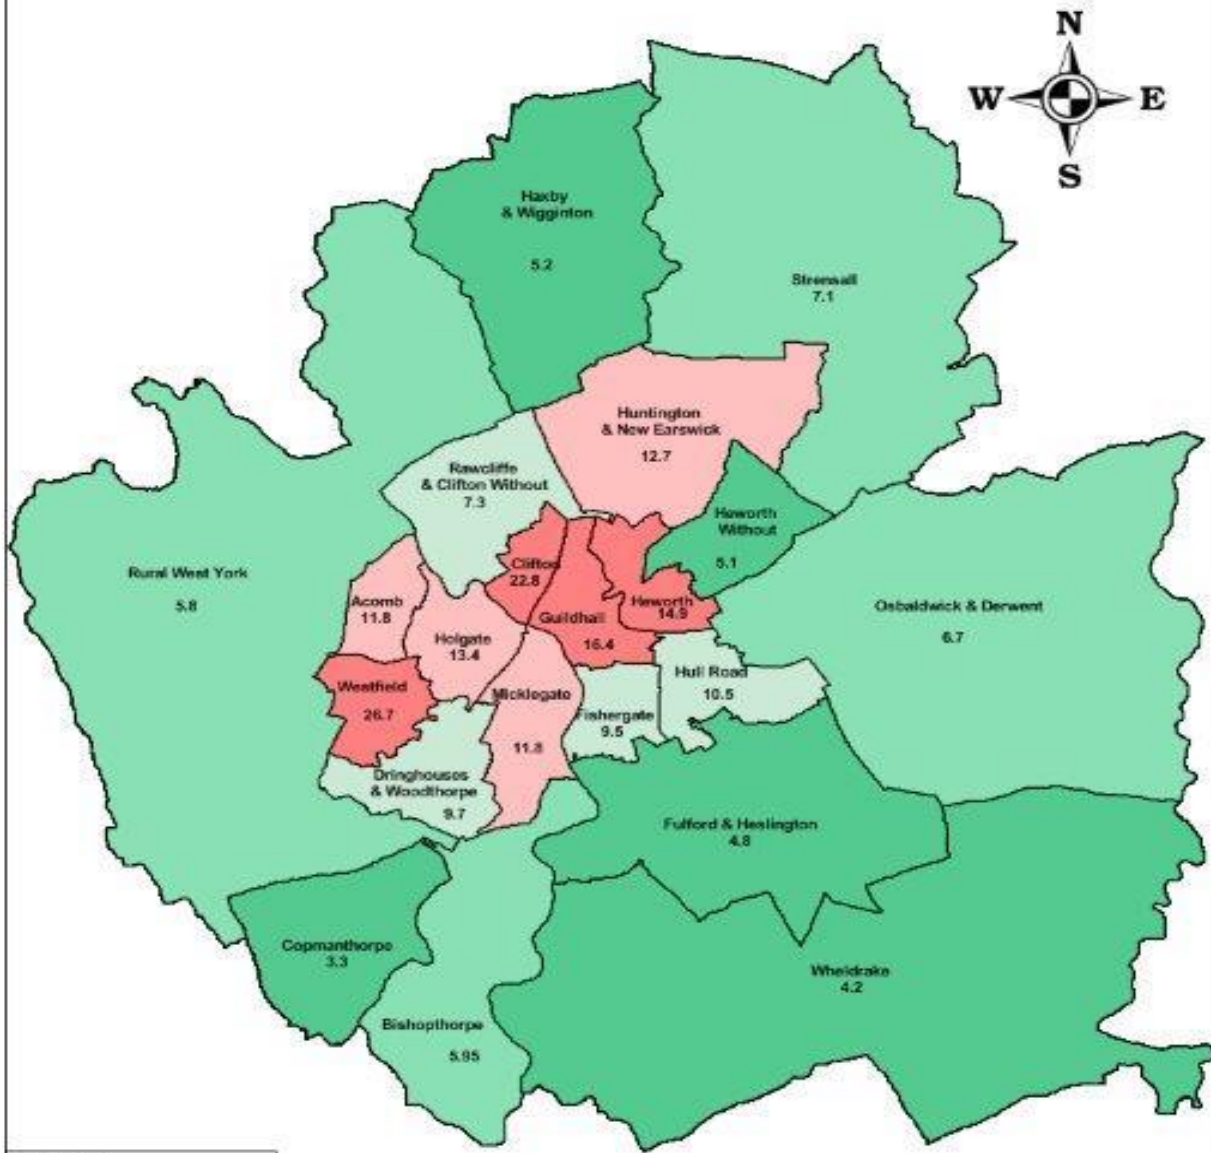 N
W E
S
Haxby
& Wigginton
5.2
Strensall
7.1
Huntington
& New Earswick
12.7
Rawcliffe
& Clifton Without
7.3
Heworth
Without
5.1
Rural West York
5.8
Clifton
22.8
Acomb
11.8
Guildhall
16.4
Heworth
14.9
Osbaldwick & Derwent
6.7
Holgate
13.4
Hull Road
10.5
Westfield
26.7
Micklegate
11.8
Fishergate
9.5
Dringhouses
& Woodthorpe
9.7
Fulford & Heslington
4.8
Copmanthorpe
3.3
Wheldrake
4.2
Bishopthorpe
5.95